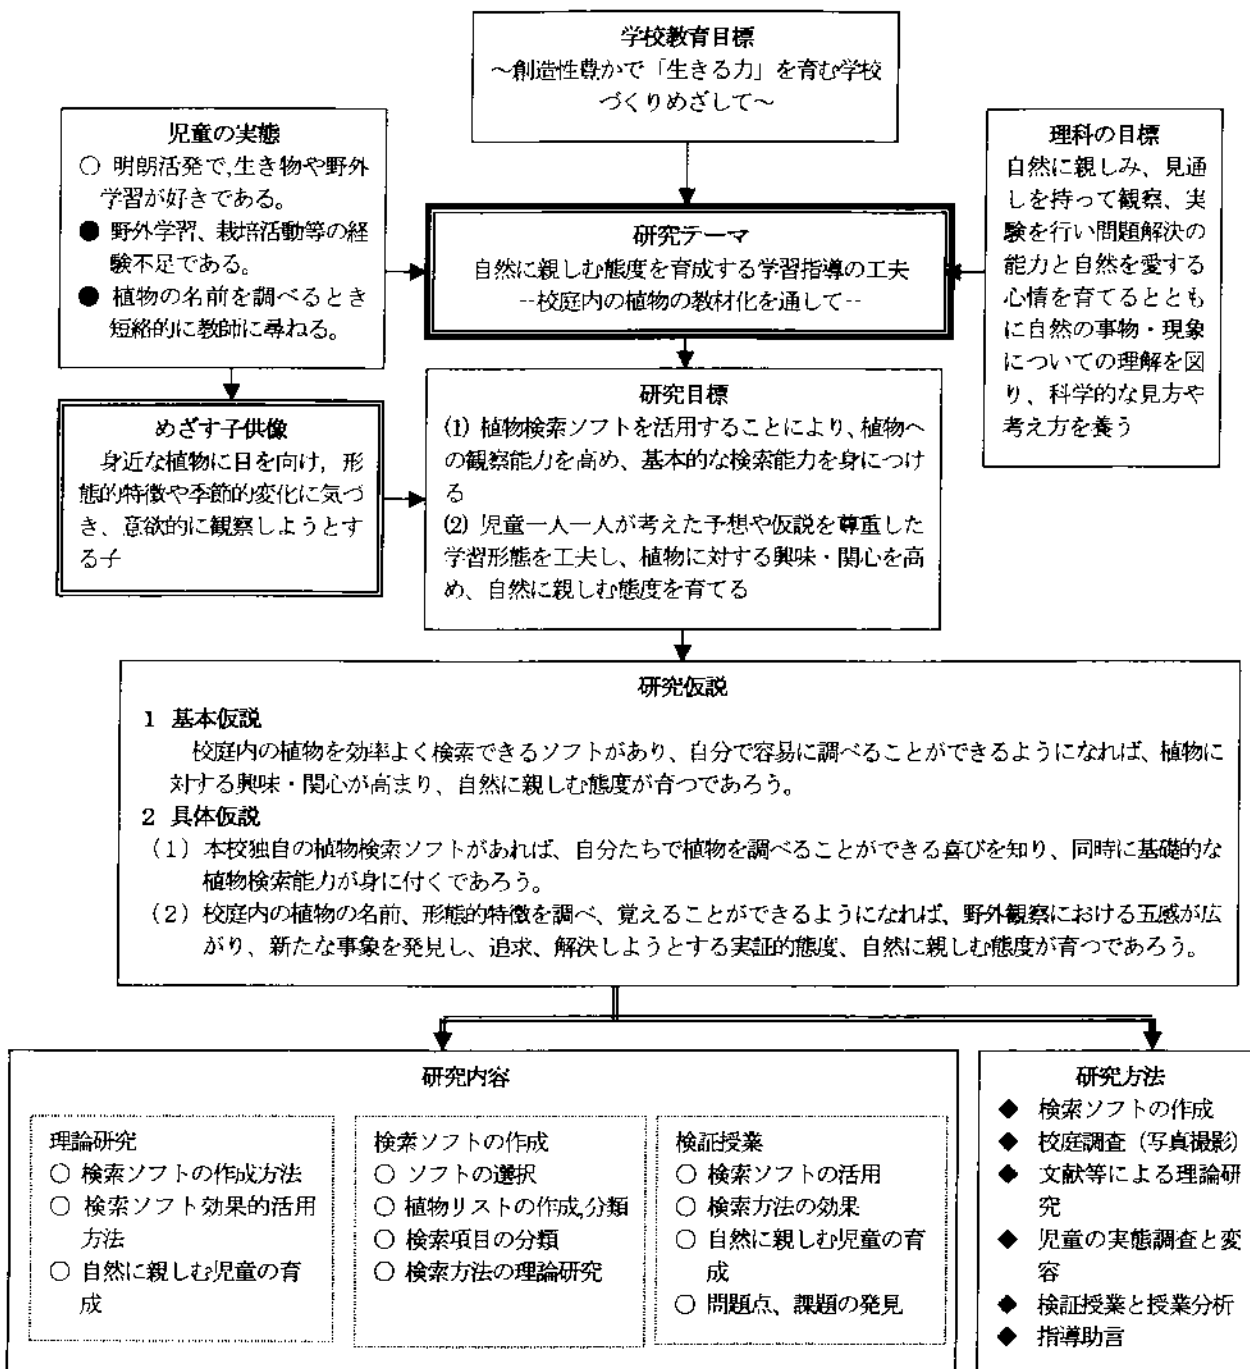 学校教育目標
～創造性豊かで「生きる力」を育む学校
づくりめざして～
児童の実態
○ 明朗活発で,生き物や野外
学習が好きである。
● 野外学習、栽培活動等の経
験不足である。
● 植物の名前を調べるとき
短絡的に教師に尋ねる。
理科の目標
自然に親しみ、見通
しを持って観察、実
験を行い問題解決の
能力と自然を愛する
心情を育てるととも
に自然の事物・現象
についての理解を図
り、科学的な見方や
考え方を養う
研究テーマ
自然に親しむ態度を育成する学習指導の工夫
--校庭内の植物の教材化を通して--
めざす子供像
身近な植物に目を向け，形
態的特徴や季節的変化に気づ
き、意欲的に観察しようとす
る子
研究目標
(1) 植物検索ソフトを活用することにより、植物へ
の観察能力を高め、基本的な検索能力を身につけ
る
(2) 児童一人一人が考えた予想や仮説を尊重した
学習形態を工夫し、植物に対する興味・関心を高
め、自然に親しむ態度を育てる
研究仮説
1 基本仮説
校庭内の植物を効率よく検索できるソフトがあり、自分で容易に調べることができるようになれば、植物に
対する興味・関心が高まり、自然に親しむ態度が育つであろう。
2 具体仮説
（1）本校独自の植物検索ソフトがあれば、自分たちで植物を調べることができる喜びを知り、同時に基礎的な
植物検索能力が身に付くであろう。
（2）校庭内の植物の名前、形態的特徴を調べ、覚えることができるようになれば、野外観察における五感が広
がり、新たな事象を発見し、追求、解決しようとする実証的態度、自然に親しむ態度が育つであろう。
研究内容
理論研究
○ 検索ソフトの作成方法
○ 検索ソフト効果的活用
方法
○ 自然に親しむ児童の育
成
検索ソフトの作成
○ ソフトの選択
○ 植物リストの作成,分類
○ 検索項目の分類
○ 検索方法の理論研究
検証授業
○ 検索ソフトの活用
○ 検索方法の効果
○ 自然に親しむ児童の育
成
○ 問題点、課題の発見
研究方法
◆ 検索ソフトの作成
◆ 校庭調査（写真撮影）
◆ 文献等による理論研
究
◆ 児童の実態調査と変
容
◆ 検証授業と授業分析
◆ 指導助言